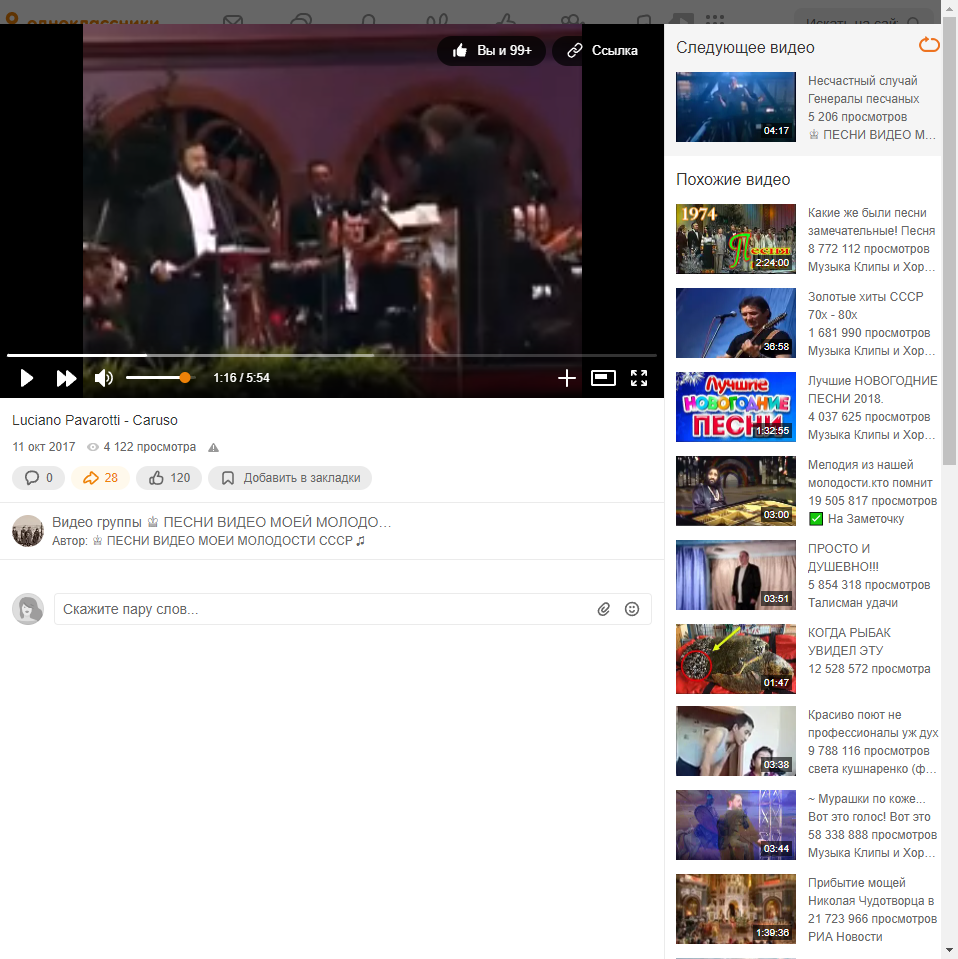 одноклассники
Искать на сай
Вы и 99+
Ссылка
1:16 / 5:54
Luciano Pavarotti - Caruso
11 окт 2017
4 122 просмотра
0
28
120
Добавить в закладки
Видео группы ♕ ПЕСНИ ВИДЕО МОЕЙ МОЛОДО...
Автор: ♕ ПЕСНИ ВИДЕО МОЕЙ МОЛОДОСТИ СССР ♫
Скажите пару слов...
Следующее видео
04:17
Несчастный случай
Генералы песчаных
5 206 просмотров
♕ ПЕСНИ ВИДЕО М...
Похожие видео
1974
Песня
2:24:00
Какие же были песни
замечательные! Песня
8 772 112 просмотров
Музыка Клипы и Хор...
36:58
Золотые хиты СССР
70х - 80х
1 681 990 просмотров
Музыка Клипы и Хор...
Лучшие
НОВОГОДНИЕ
ПЕСНИ
1:32:55
Лучшие НОВОГОДНИЕ
ПЕСНИ 2018.
4 037 625 просмотров
Музыка Клипы и Хор...
03:00
Мелодия из нашей
молодости.кто помнит
19 505 817 просмотров
✅ На Заметочку
03:51
ПРОСТО И
ДУШЕВНО!!!
5 854 318 просмотров
Талисман удачи
01:47
КОГДА РЫБАК
УВИДЕЛ ЭТУ
12 528 572 просмотра
03:38
Красиво поют не
профессионалы уж дух
9 788 116 просмотров
света кушнаренко (ф...
03:44
~ Мурашки по коже...
Вот это голос! Вот это
58 338 888 просмотров
Музыка Клипы и Хор...
1:39:36
Прибытие мощей
Николая Чудотворца в
21 723 966 просмотров
РИА Новости